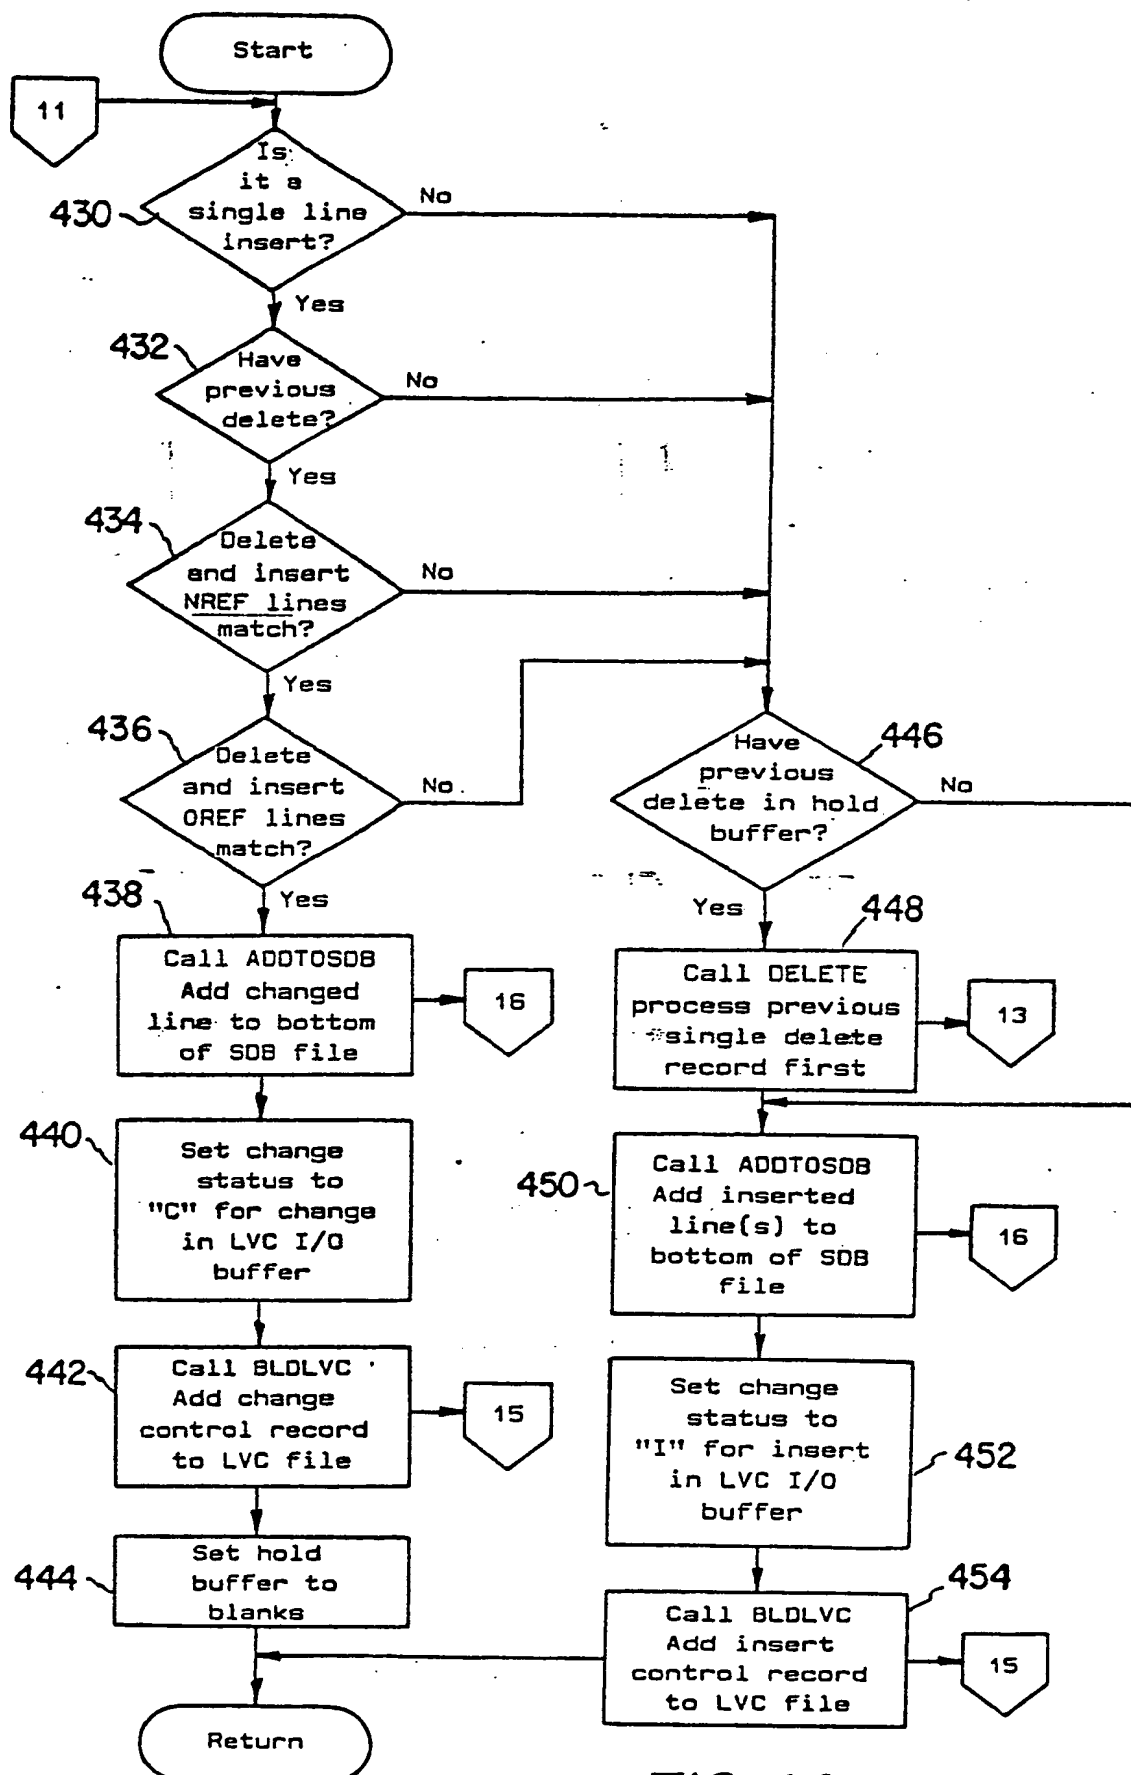 Start
11
Is
it a
single line
insert?
430
No
Yes
432
Have
previous
delete?
No
Yes
434
Delete
and insert
NREF lines
match?
No
Yes
436
Delete
and insert
OREF lines
match?
No
Yes
438
Call ADDTOSDB
Add changed
line to bottom
of SDB file
16
440
Set change
status to
"C" for change
in LVC I/O
buffer
442
Call BLDLVC
Add change
control record
to LVC file
15
444
Set hold
buffer to
blanks
Return
446
Have
previous
delete in hold
buffer?
No
Yes
448
Call DELETE
process previous
single delete
record first
13
450
Call ADDTOSDB
Add inserted
line(s) to
bottom of SDB
file
16
Set change
status to
"I" for insert
in LVC I/O
buffer
452
454
Call BLDLVC
Add insert
control record
to LVC file
15